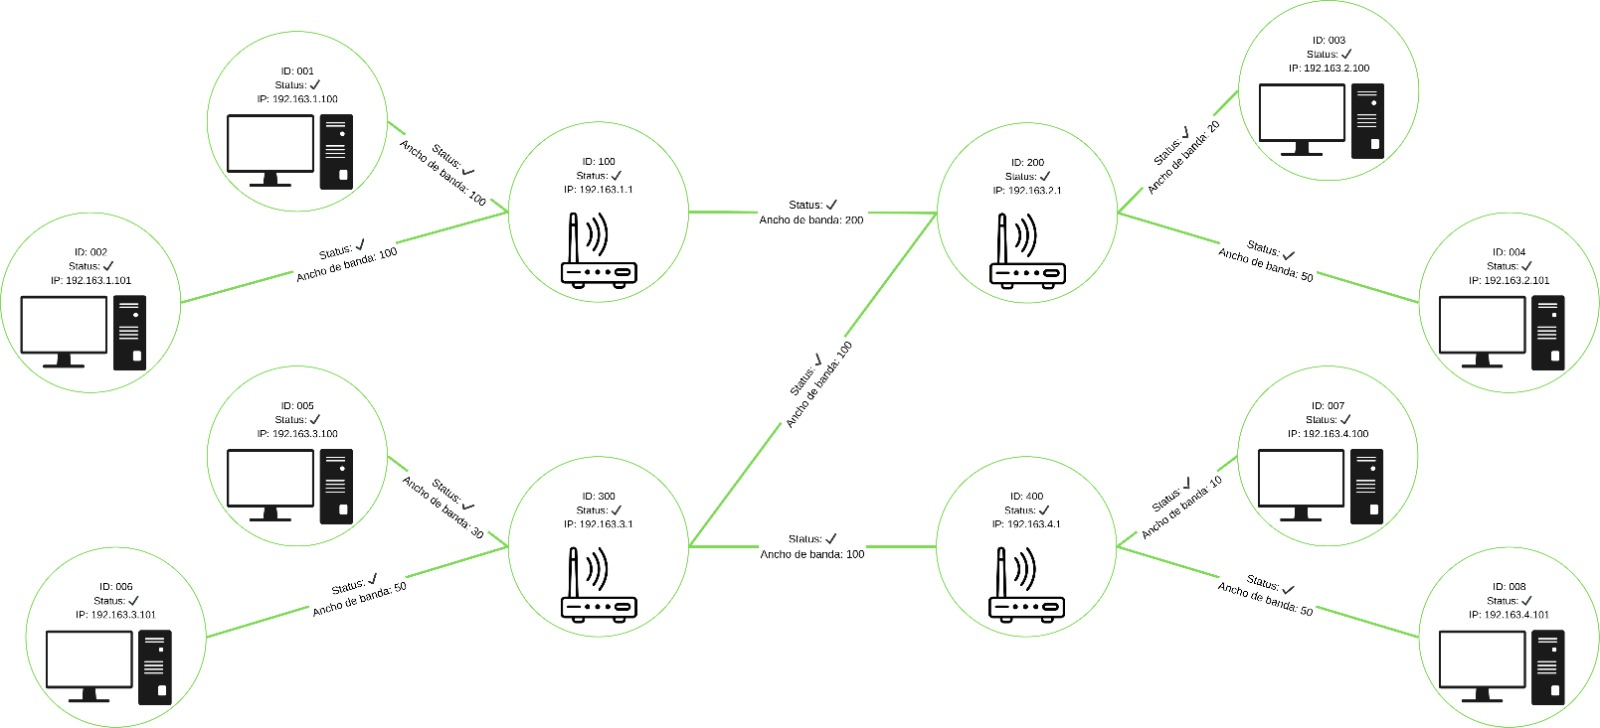 ID: 001
Status: ✓
IP: 192.163.1.100
Status: ✓
Ancho de banda: 100
ID: 002
Status: ✓
IP: 192.163.1.101
Status: ✓
Ancho de banda: 100
ID: 100
Status: ✓
IP: 192.163.1.1
Status: ✓
Ancho de banda: 200
ID: 200
Status: ✓
IP: 192.163.2.1
Status: ✓
Ancho de banda: 20
ID: 003
Status: ✓
IP: 192.163.2.100
Status: ✓
Ancho de banda: 50
ID: 004
Status: ✓
IP: 192.163.2.101
Status: ✓
Ancho de banda: 100
ID: 005
Status: ✓
IP: 192.163.3.100
Status: ✓
Ancho de banda: 30
ID: 006
Status: ✓
IP: 192.163.3.101
Status: ✓
Ancho de banda: 50
ID: 300
Status: ✓
IP: 192.163.3.1
Status: ✓
Ancho de banda: 100
ID: 400
Status: ✓
IP: 192.163.4.1
Status: ✓
Ancho de banda: 10
ID: 007
Status: ✓
IP: 192.163.4.100
Status: ✓
Ancho de banda: 50
ID: 008
Status: ✓
IP: 192.163.4.101